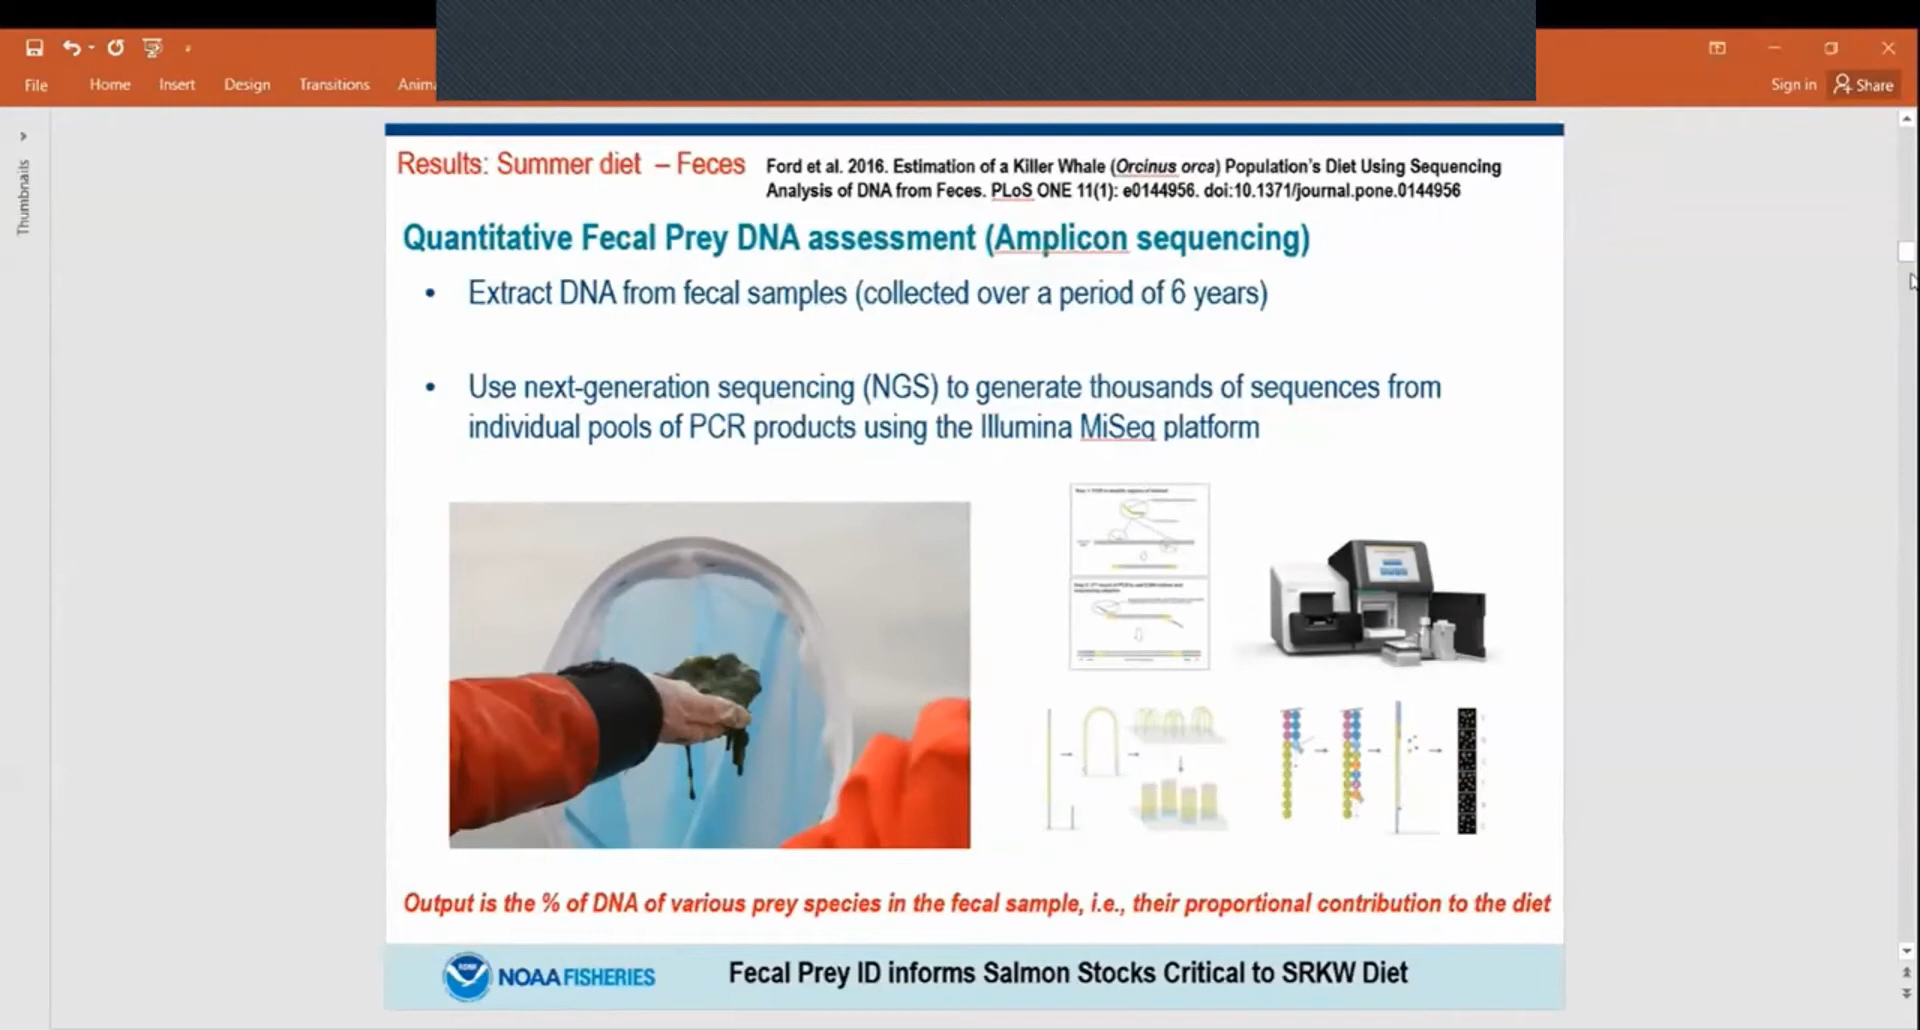 File
Home
Insert
Design
Transitions
Anim
Sign in
Share
Thumbnails
Results: Summer diet – Feces
Ford et al. 2016. Estimation of a Killer Whale (Orcinus orca) Population's Diet Using Sequencing
Analysis of DNA from Feces. PLoS ONE 11(1): e0144956. doi:10.1371/journal.pone.0144956
Quantitative Fecal Prey DNA assessment (Amplicon sequencing)
• Extract DNA from fecal samples (collected over a period of 6 years)
• Use next-generation sequencing (NGS) to generate thousands of sequences from
individual pools of PCR products using the Illumina MiSeq platform
Output is the % of DNA of various prey species in the fecal sample, i.e., their proportional contribution to the diet
NOAA FISHERIES
Fecal Prey ID informs Salmon Stocks Critical to SRKW Diet